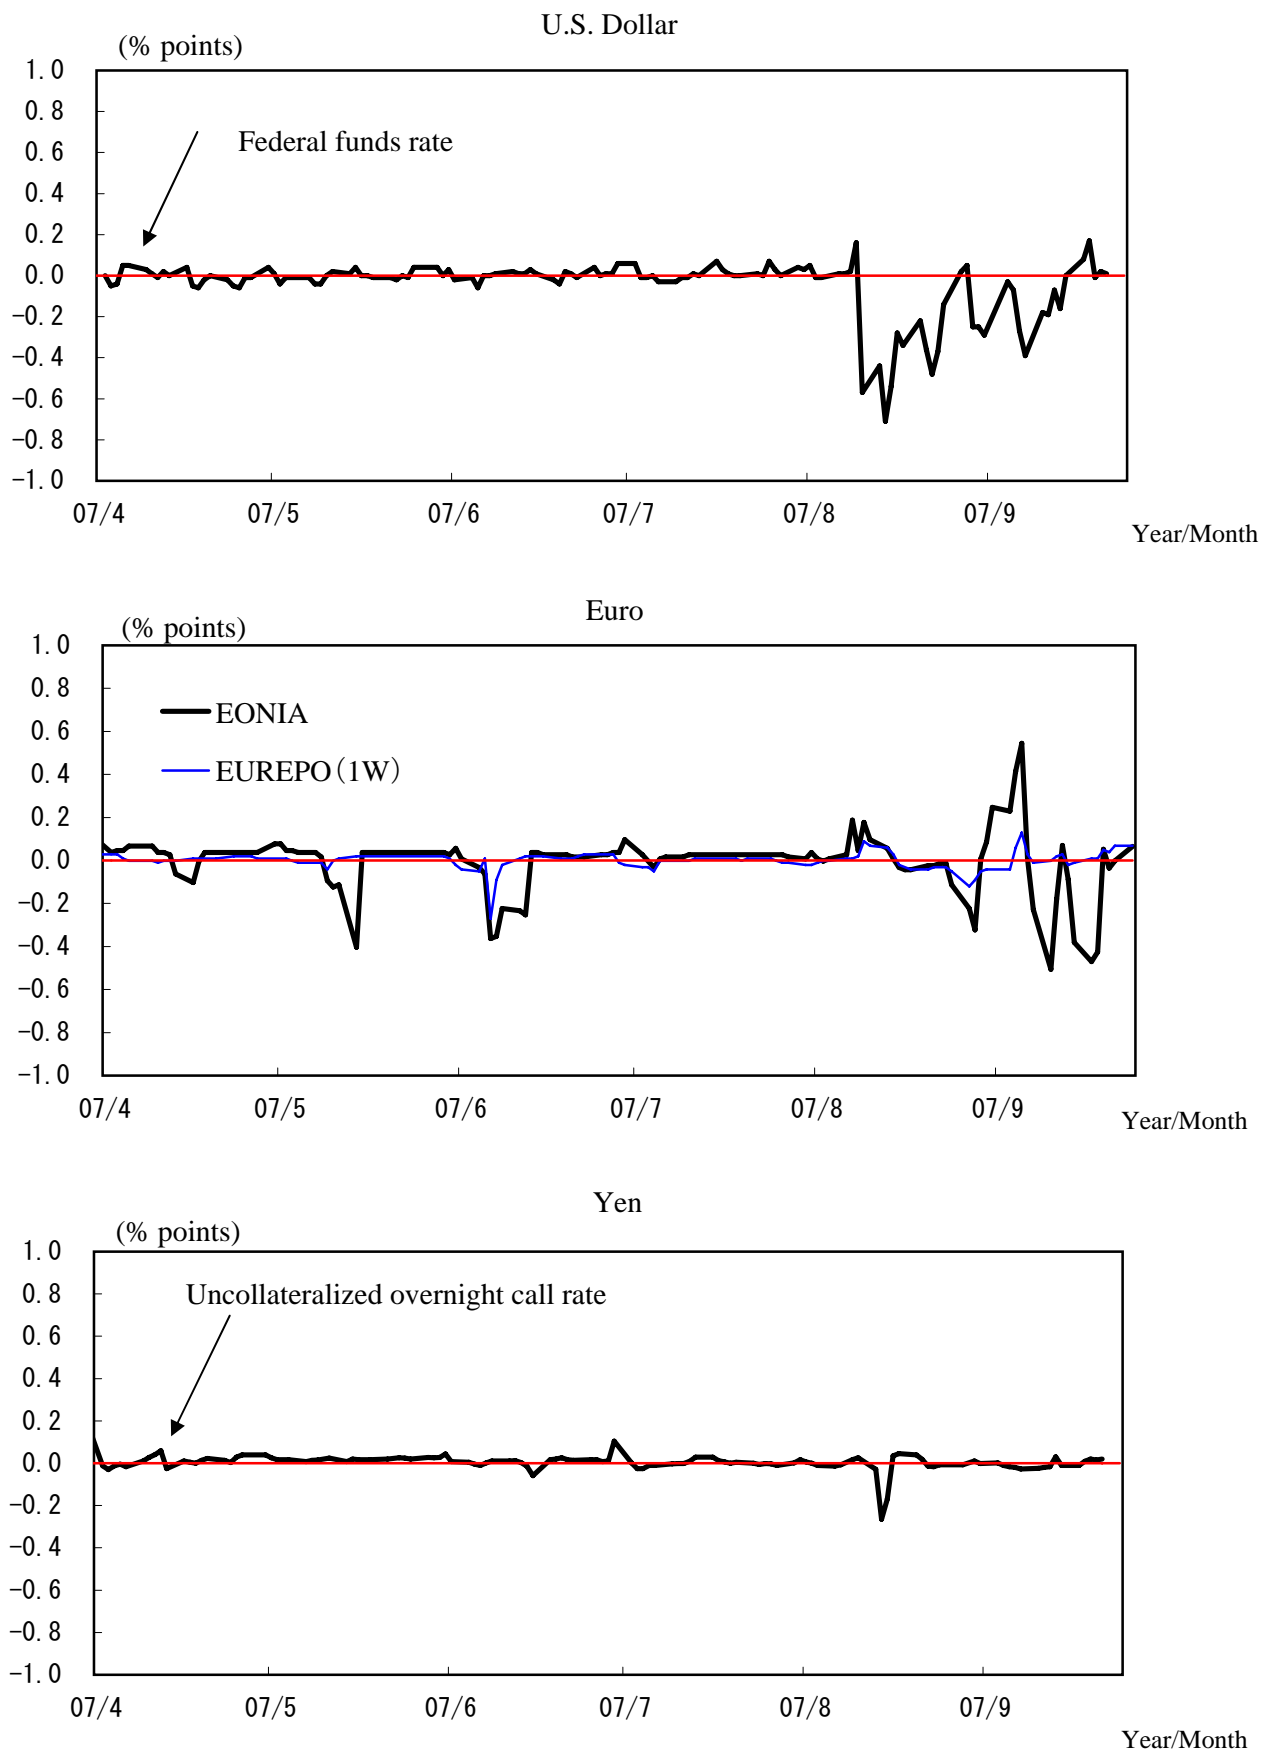 U.S. Dollar
(% points)
1.0
0.8
0.6
Federal funds rate
0.4
0.2
0.0
-0.2
-0.4
-0.6
-0.8
-1.0
07/4 07/5 07/6 07/7 07/8 07/9
Year/Month
Euro
(% points)
1.0
0.8
EONIA
0.6
EUREPO(1W)
0.4
0.2
0.0
-0.2
-0.4
-0.6
-0.8
-1.0
07/4 07/5 07/6 07/7 07/8 07/9
Year/Month
Yen
(% points)
1.0
0.8
Uncollateralized overnight call rate
0.6
0.4
0.2
0.0
-0.2
-0.4
-0.6
-0.8
-1.0
07/4 07/5 07/6 07/7 07/8 07/9
Year/Month